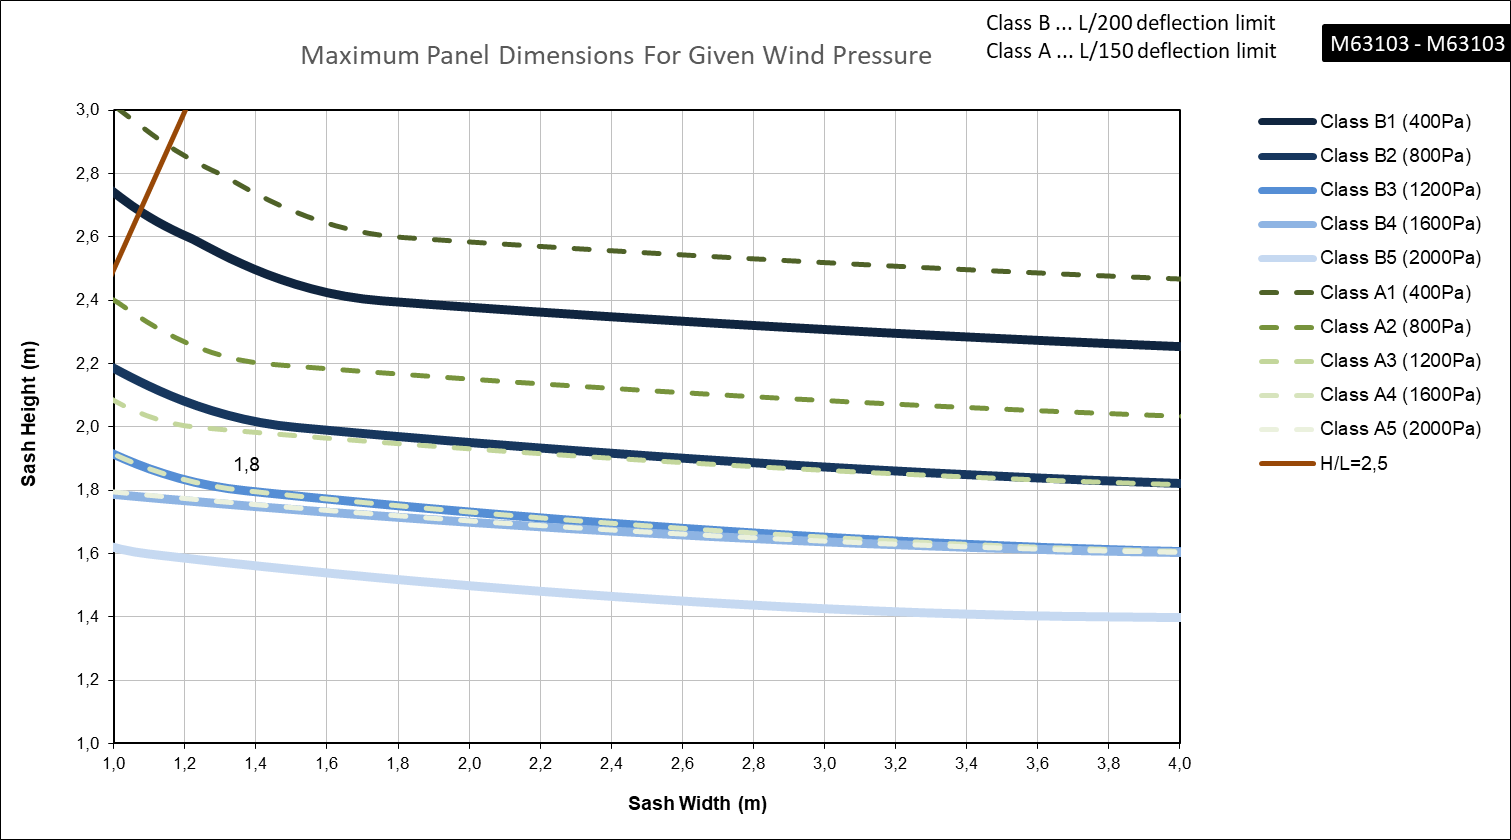 Class B ... L/200 deflection limit
Class A ... L/150 deflection limit
M63103 - M63103
Maximum Panel Dimensions For Given Wind Pressure
3,0
2,8
2,6
2,4
2,2
2,0
1,8
1,6
1,4
1,2
1,0
Sash Height (m)
1,8
1,0 1,2 1,4 1,6 1,8 2,0 2,2 2,4 2,6 2,8 3,0 3,2 3,4 3,6 3,8 4,0
Sash Width (m)
Class B1 (400Pa)
Class B2 (800Pa)
Class B3 (1200Pa)
Class B4 (1600Pa)
Class B5 (2000Pa)
Class A1 (400Pa)
Class A2 (800Pa)
Class A3 (1200Pa)
Class A4 (1600Pa)
Class A5 (2000Pa)
H/L=2,5